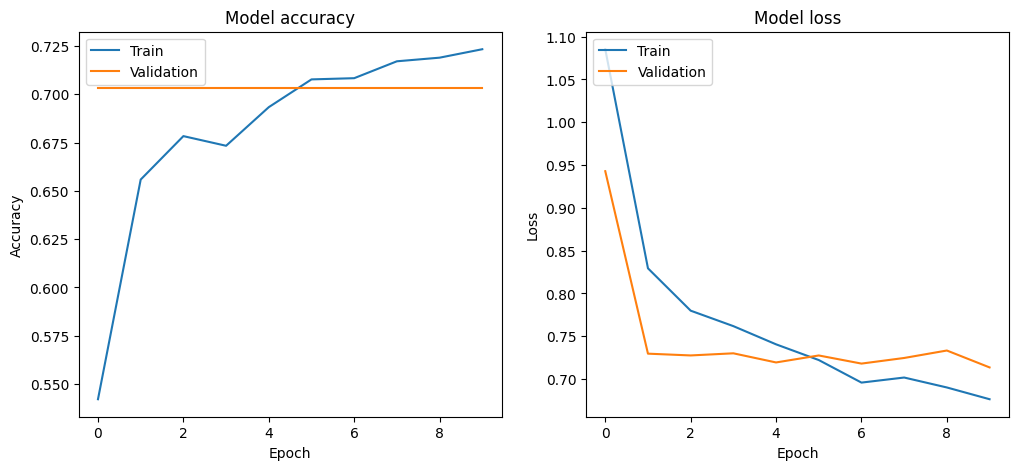 Model accuracy
Train
Validation
0.725
0.700
0.675
0.650
0.625
0.600
0.575
0.550
Accuracy
0 2 4 6 8
Epoch
Model loss
Train
Validation
1.10
1.05
1.00
0.95
0.90
0.85
0.80
0.75
0.70
Loss
0 2 4 6 8
Epoch